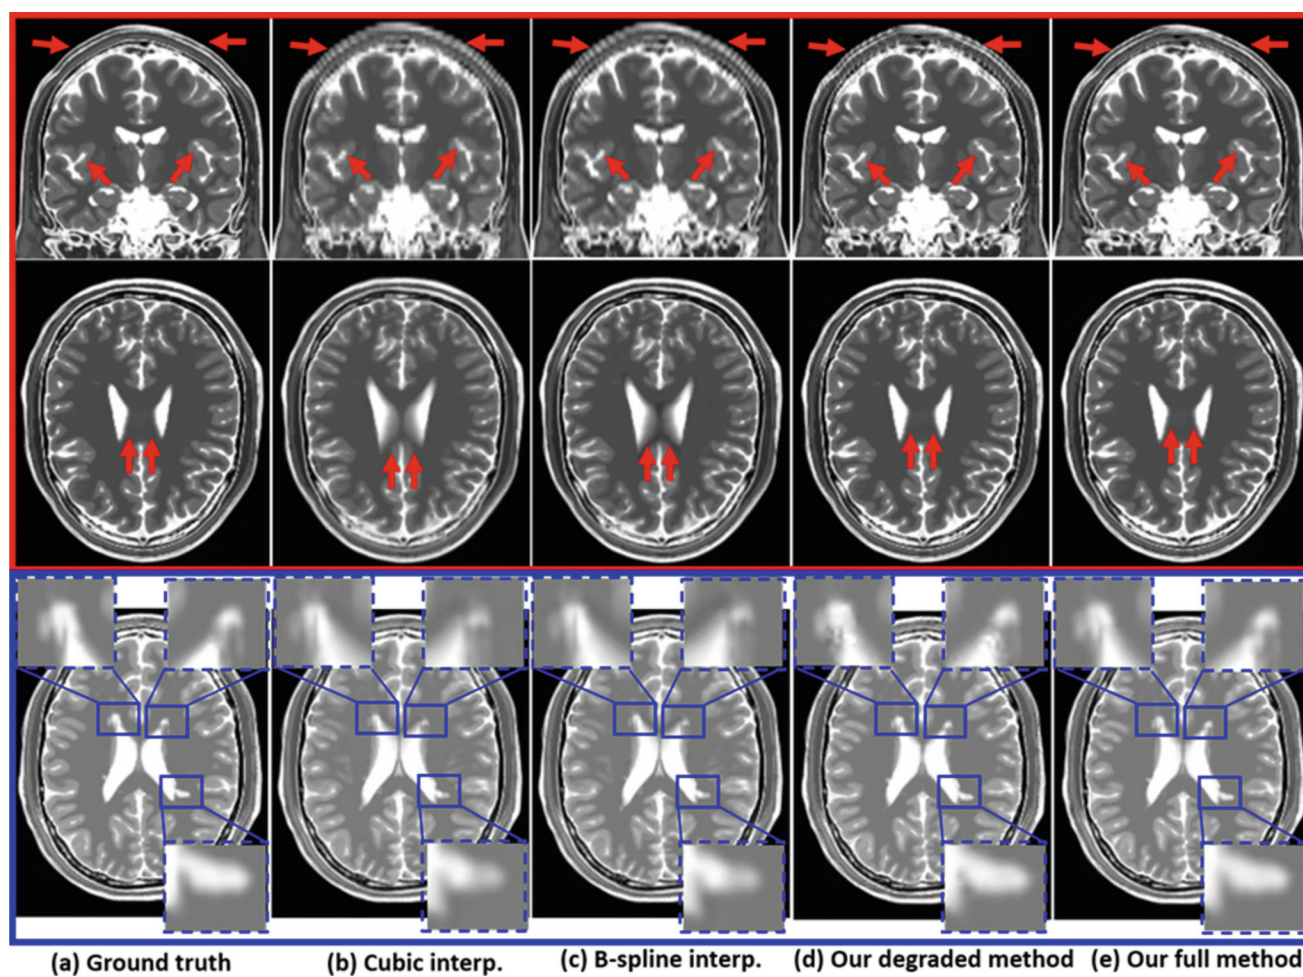 (a) Ground truth (b) Cubic interp. (c) B-spline interp. (d) Our degraded method (e) Our full method